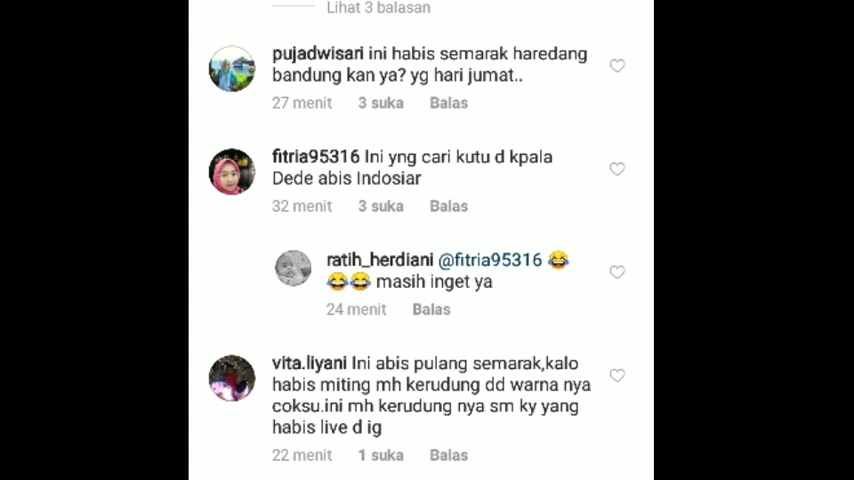 Lihat 3 balasan
pujadwisari ini habis semarak haredang
bandung kan ya? yg hari jumat..
27 menit 3 suka Balas
fitria95316 Ini yng cari kutu d kpala
Dede abis Indosiar
32 menit 3 suka Balas
ratih_herdiani @fitria95316 😂
😂😂 masih inget ya
24 menit Balas
vita.liyani Ini abis pulang semarak,kalo
habis miting mh kerudung dd warna nya
coksu.ini mh kerudung nya sm ky yang
habis live d ig
22 menit 1 suka Balas